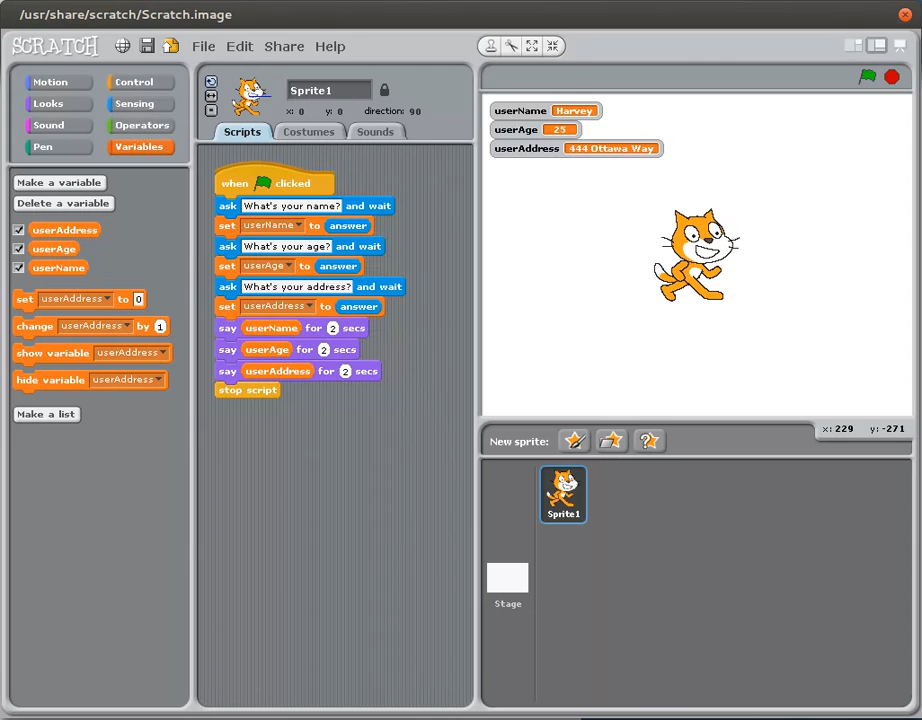 /usr/share/scratch/Scratch.image
SCRATCH File Edit Share Help
Motion Control
Looks Sensing
Sound Operators
Pen Variables
Make a variable
Delete a variable
userAddress
userAge
userName
set userAddress to 0
change userAddress by 1
show variable userAddress
hide variable userAddress
Make a list
Sprite1
x: 0 y: 0 direction: 90
Scripts Costumes Sounds
when clicked
ask What's your name? and wait
set userName to answer
ask What's your age? and wait
set userAge to answer
ask What's your address? and wait
set userAddress to answer
say userName for 2 secs
say userAge for 2 secs
say userAddress for 2 secs
stop script
userName Harvey
userAge 25
userAddress 444 Ottawa Way
x: 229 y: -271
New sprite:
Sprite1
Stage